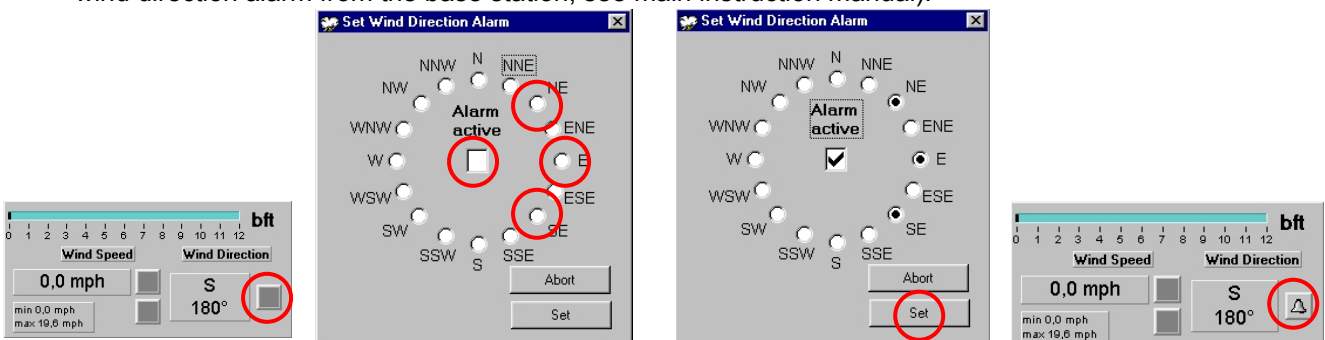 wind direction alarm from the base station, see main instruction manual).
Set Wind Direction Alarm
N
NNW
NNE
NW
NE
Alarm
active
WNW
ENE
W
E
WSW
ESE
SW
SE
SSW
SSE
S
Abort
Set
Set Wind Direction Alarm
N
NNW
NNE
NW
NE
Alarm
active
WNW
ENE
W
E
WSW
ESE
SW
SE
SSW
SSE
S
Abort
Set
bft
0 1 2 3 4 5 6 7 8 9 10 11 12
Wind Speed Wind Direction
0,0 mph
S
180°
min 0,0 mph
max 19,6 mph
bft
0 1 2 3 4 5 6 7 8 9 10 11 12
Wind Speed Wind Direction
0,0 mph
S
180°
min 0,0 mph
max 19,6 mph